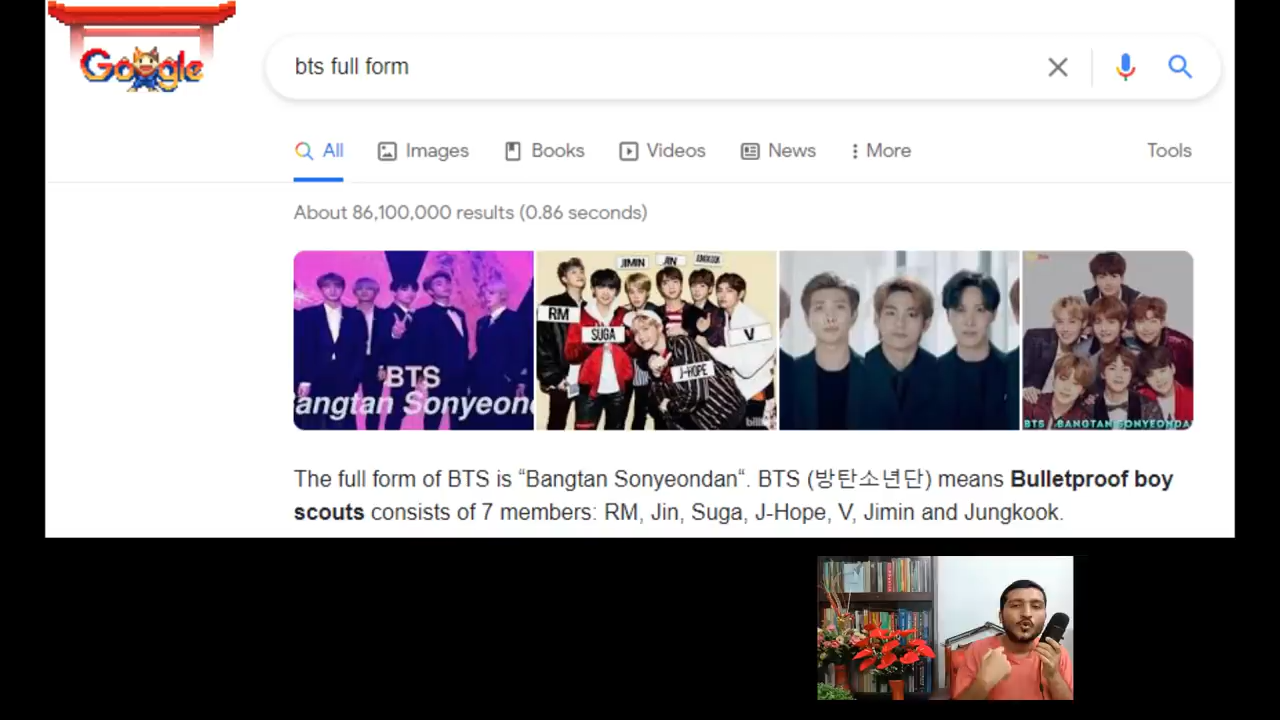 Google
bts full form
All
Images
Books
Videos
News
More
Tools
About 86,100,000 results (0.86 seconds)
BTS
angtan Sonyeon
RM
SUGA
JIMIN
JIN
JUNGKOOK
J-HOPE
V
BTS : BANGTAN SONYEONDA
The full form of BTS is “Bangtan Sonyeondan“. BTS (방탄소년단) means Bulletproof boy
scouts consists of 7 members: RM, Jin, Suga, J-Hope, V, Jimin and Jungkook.